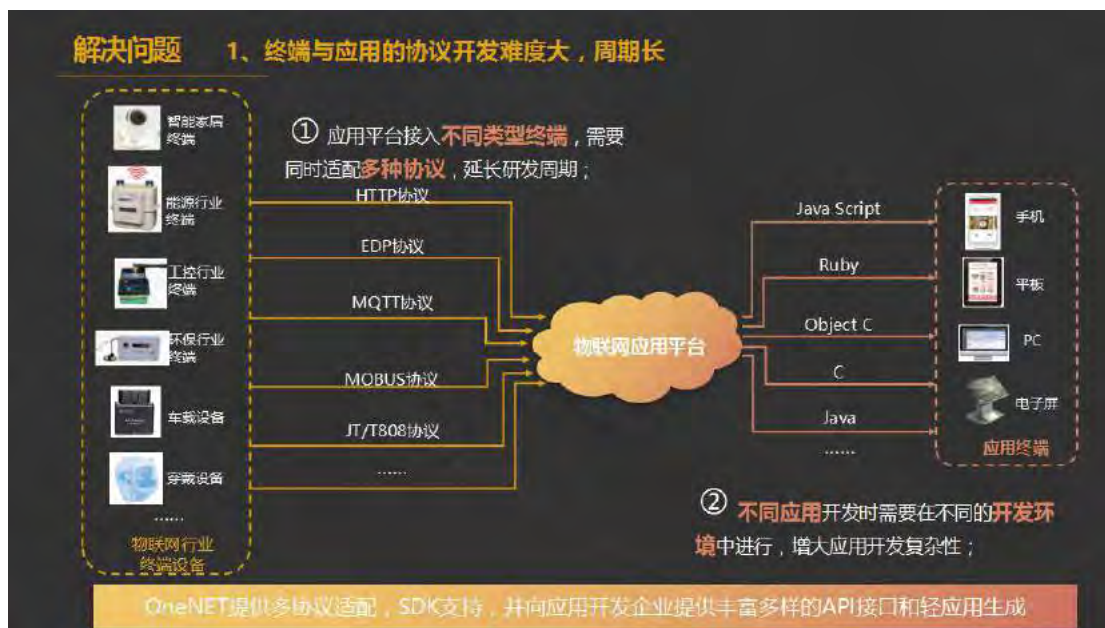 解决问题 1、终端与应用的协议开发难度大，周期长
智能家居
终端
能源行业
终端
工控行业
终端
环保行业
终端
车载设备
穿戴设备
……
物联网行业
终端设备
① 应用平台接入不同类型终端，需要
同时适配多种协议，延长研发周期；
HTTP协议
EDP协议
MQTT协议
MOBUS协议
JT/T808协议
……
物联网应用平台
Java Script
Ruby
Object C
C
Java
……
手机
平板
PC
电子屏
应用终端
② 不同应用开发时需要在不同的开发环
境中进行，增大应用开发复杂性；
OneNET提供多协议适配，SDK支持，并向应用开发企业提供丰富多样的API接口和轻应用生成